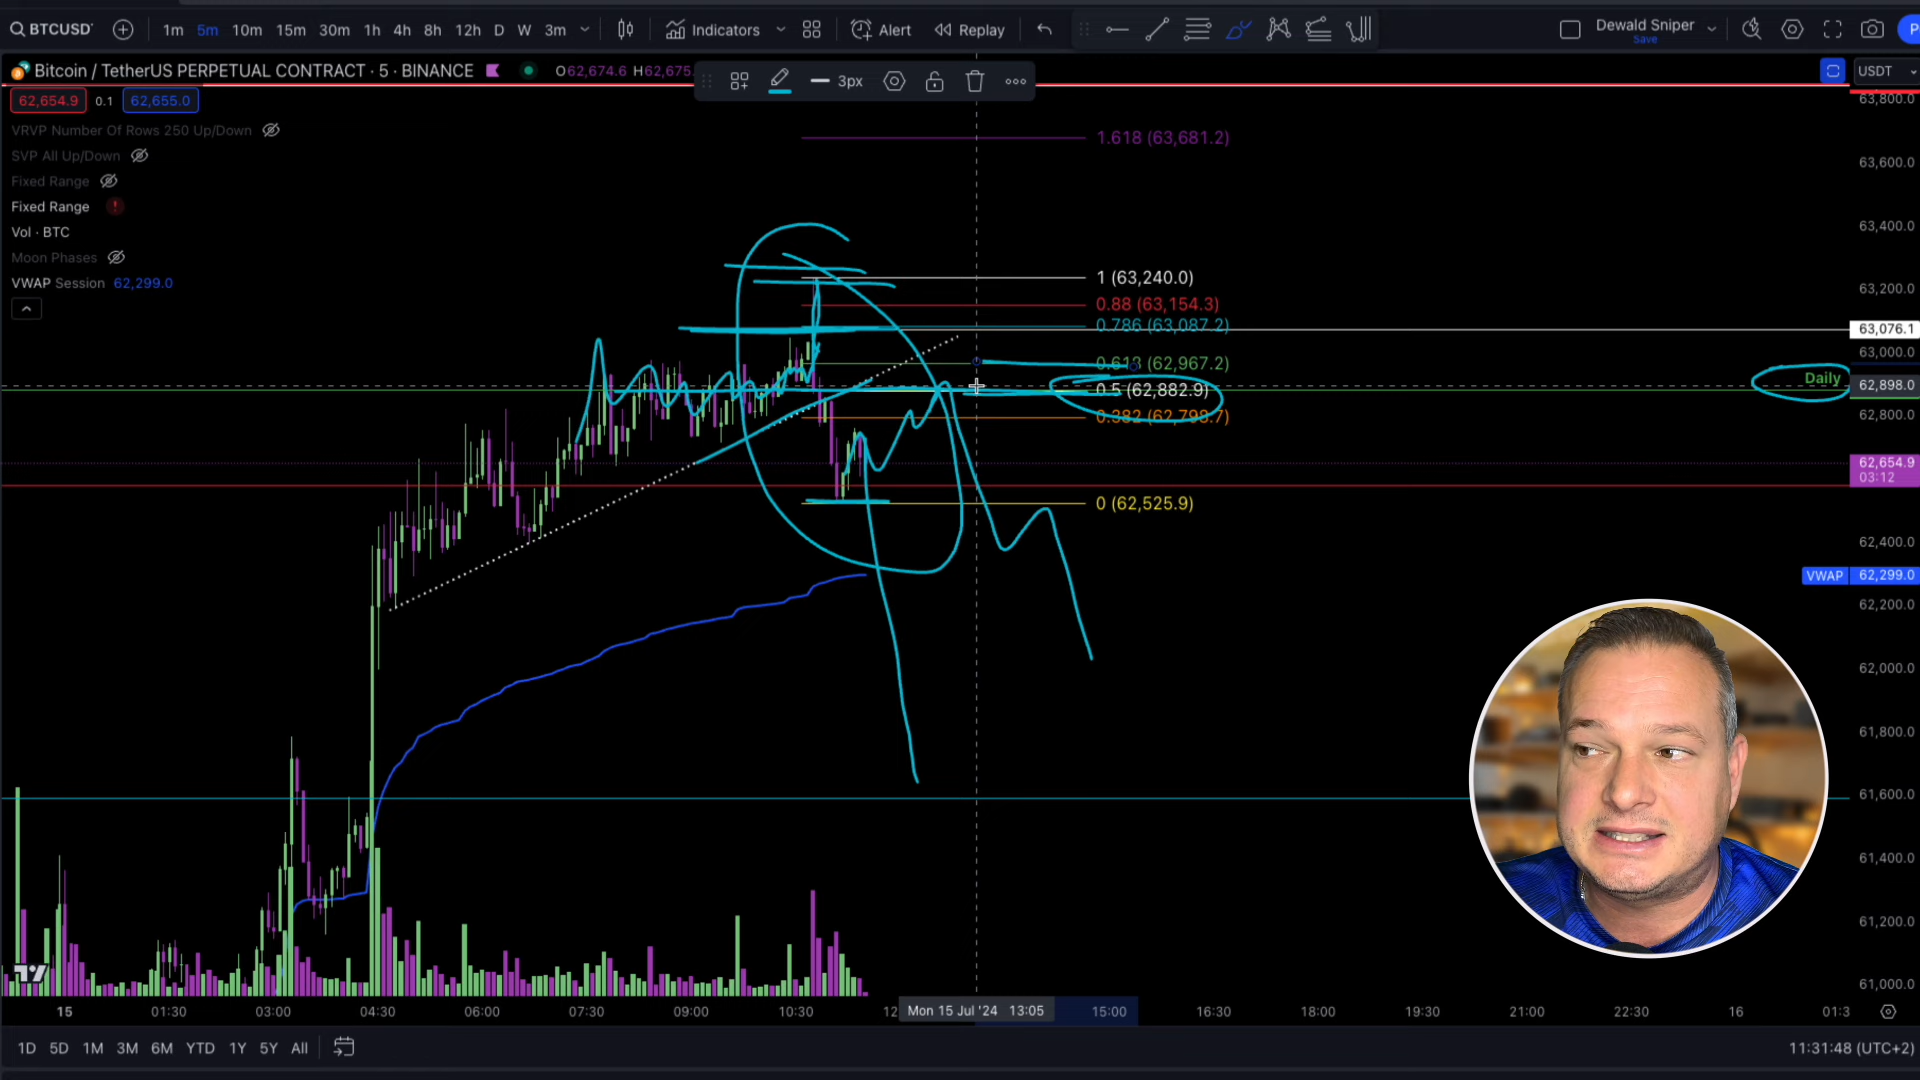 BTCUSD
1m 5m 10m 15m 30m 1h 4h 8h 12h D W 3m Indicators Alert Replay Dewald Sniper
Save
Bitcoin / TetherUS PERPETUAL CONTRACT · 5 · BINANCE O62,674.6 H62,675. 3px USDT
62,654.9 0.1 62,655.0
VRVP Number Of Rows 250 Up/Down
SVP All Up/Down
Fixed Range
Fixed Range
Vol · BTC
Moon Phases
VWAP Session 62,299.0
1.618 (63,681.2)
1 (63,240.0)
0.88 (63,154.3)
0.786 (63,087.2)
0.618 (62,967.2)
0.5 (62,882.9)
0.382 (62,798.7)
0 (62,525.9)
63,800.0
63,600.0
63,400.0
63,200.0
63,076.1
63,000.0
Daily 62,898.0
62,800.0
62,654.9
03:12
62,400.0
VWAP 62,299.0
62,200.0
62,000.0
61,800.0
61,600.0
61,400.0
61,200.0
61,000.0
15 01:30 03:00 04:30 06:00 07:30 09:00 10:30 12 Mon 15 Jul '24 13:05 15:00 16:30 18:00 19:30 21:00 22:30 16 01:3
1D 5D 1M 3M 6M YTD 1Y 5Y All 11:31:48 (UTC+2)